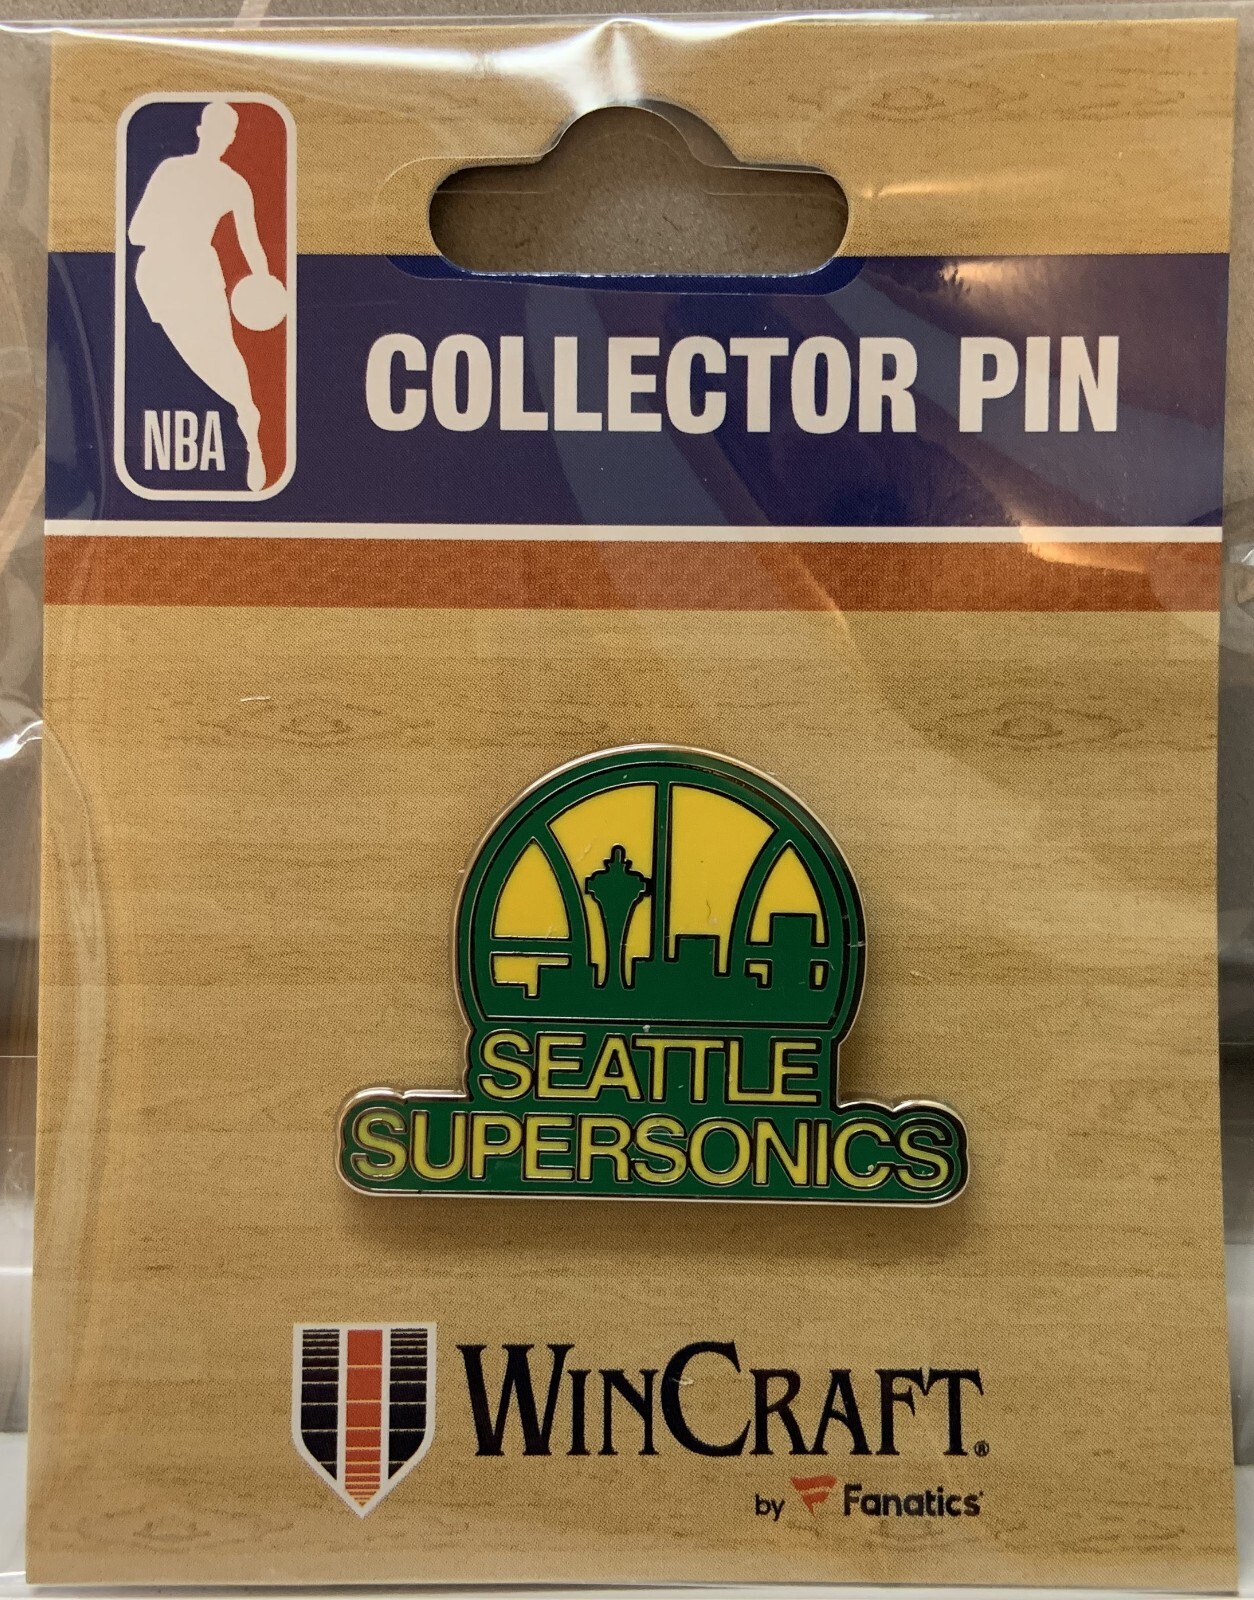 NBA
COLLECTOR PIN
SEATTLE
SUPERSONICS
WINCRAFT®
by Fanatics